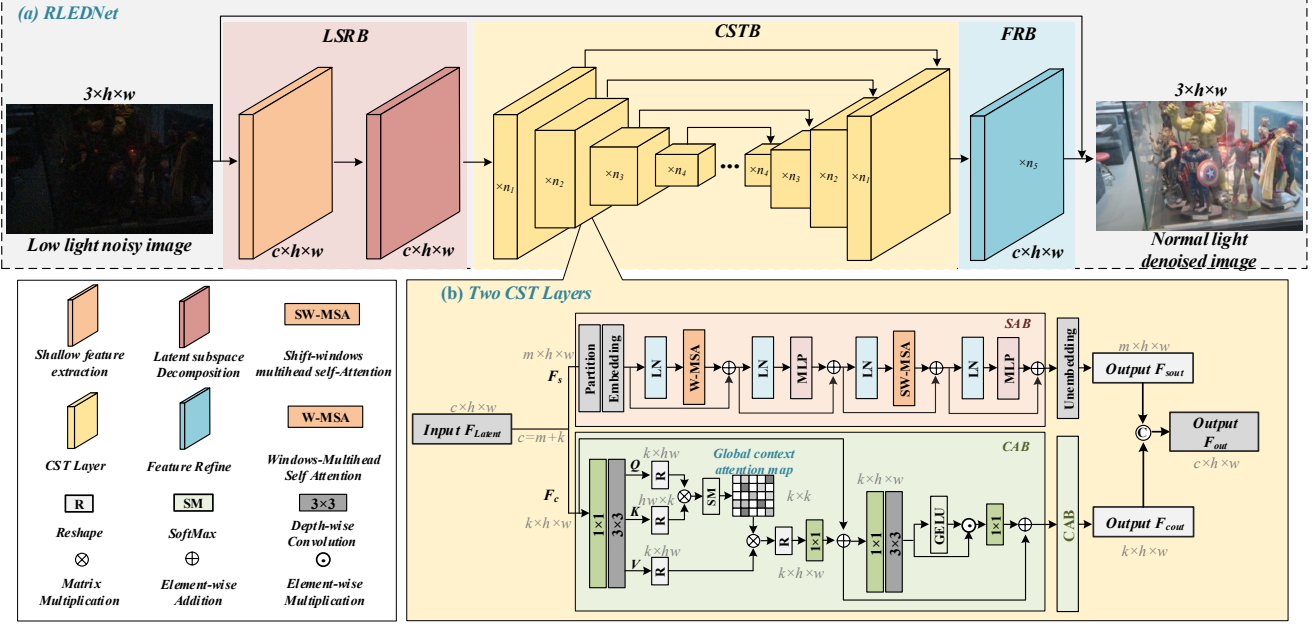 (a) RLEDNet
LSRB
CSTB
FRB
3×h×w
3×h×w
×n1
×n2
×n3
×n4
×n4
×n3
×n2
×n1
×n5
Low light noisy image
c×h×w
c×h×w
c×h×w
Normal light
denoised image
Shallow feature
extraction
Latent subspace
Decomposition
SW-MSA
Shift-windows
multihead self-Attention
CST Layer
Feature Refine
W-MSA
Windows-Multihead
Self Attention
R
Reshape
SM
SoftMax
3×3
Depth-wise
Convolution
Matrix
Multiplication
Element-wise
Addition
Element-wise
Multiplication
(b) Two CST Layers
SAB
m×h×w
Fs
Partition
Embedding
LN
W-MSA
LN
MLP
LN
SW-MSA
LN
MLP
Unembedding
m×h×w
Output Fsout
c×h×w
Input FLatent
c=m+k
C
Output
Fout
c×h×w
CAB
Fc
k×h×w
1×1
3×3
k×hw
Q
R
hw×k
K
R
k×hw
V
R
SM
Global context
attention map
k×k
R
1×1
k×h×w
k×h×w
1×1
3×3
GELU
1×1
CAB
Output Fcout
k×h×w